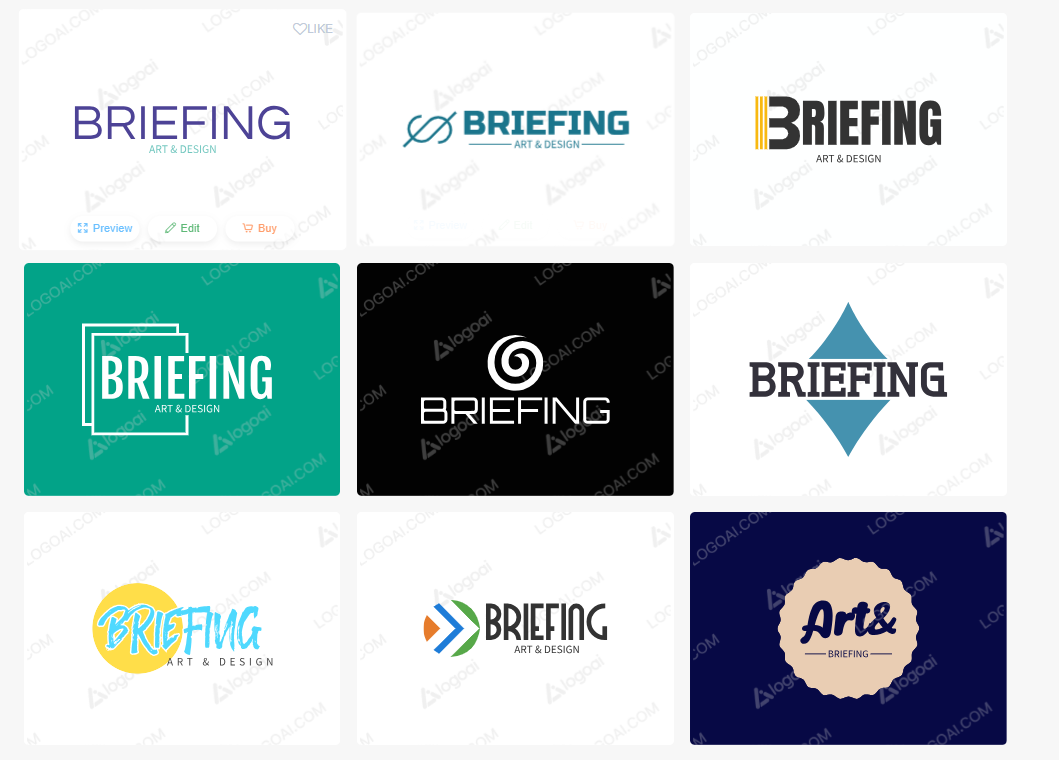 LIKE
BRIEFING
ART & DESIGN
Preview
Edit
Buy
BRIEFING
ART & DESIGN
BRIEFING
ART & DESIGN
BRIEFING
ART & DESIGN
BRIEFING
BRIEFING
BRIEFING
ART & DESIGN
BRIEFING
ART & DESIGN
Art&
BRIEFING
LOGOAI.COM
logoai